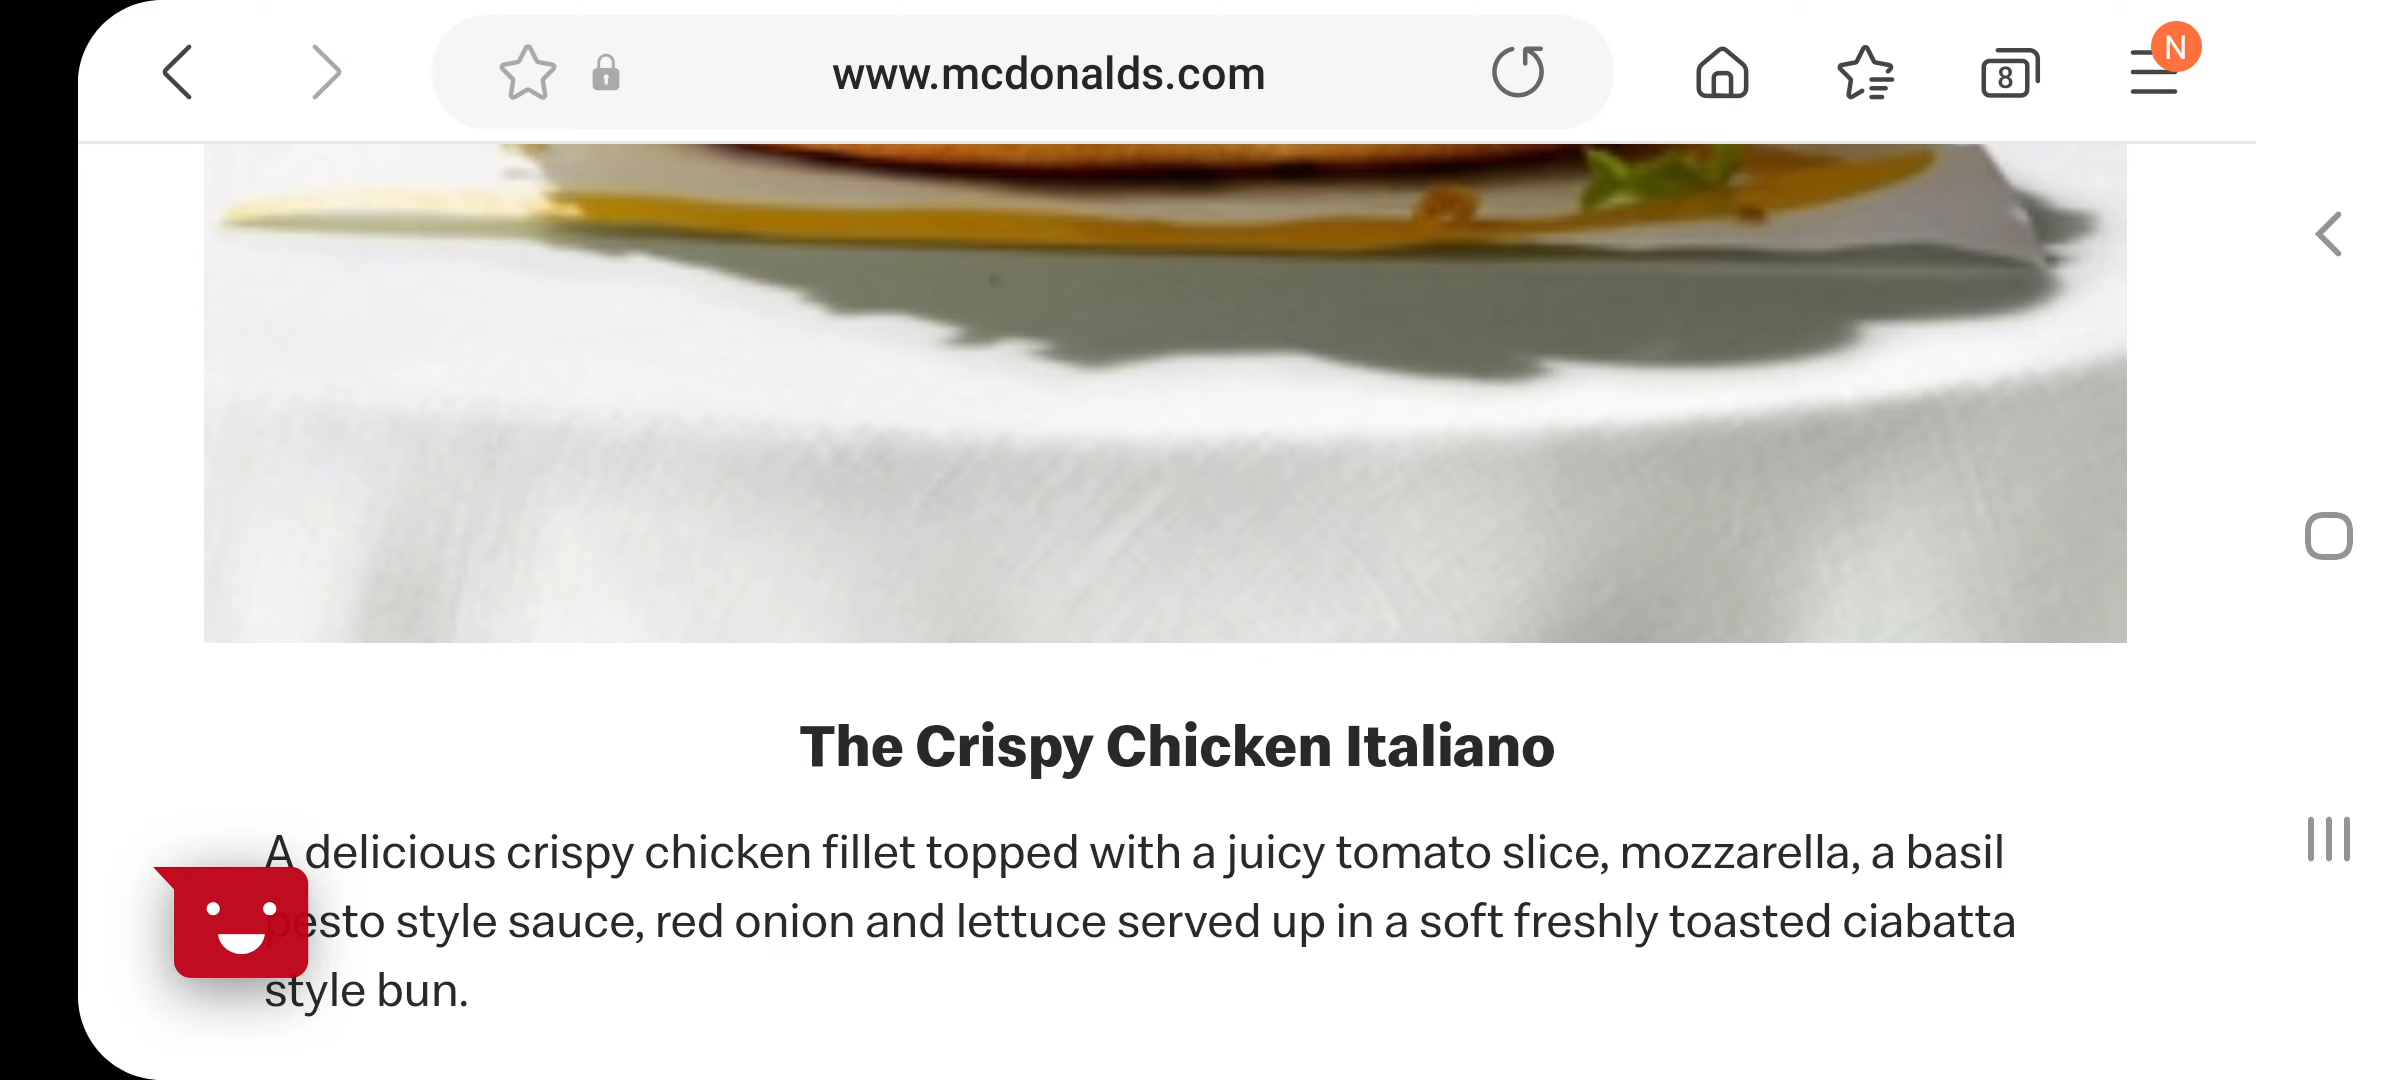 www.mcdonalds.com
8
N
The Crispy Chicken Italiano
A delicious crispy chicken fillet topped with a juicy tomato slice, mozzarella, a basil
pesto style sauce, red onion and lettuce served up in a soft freshly toasted ciabatta
style bun.